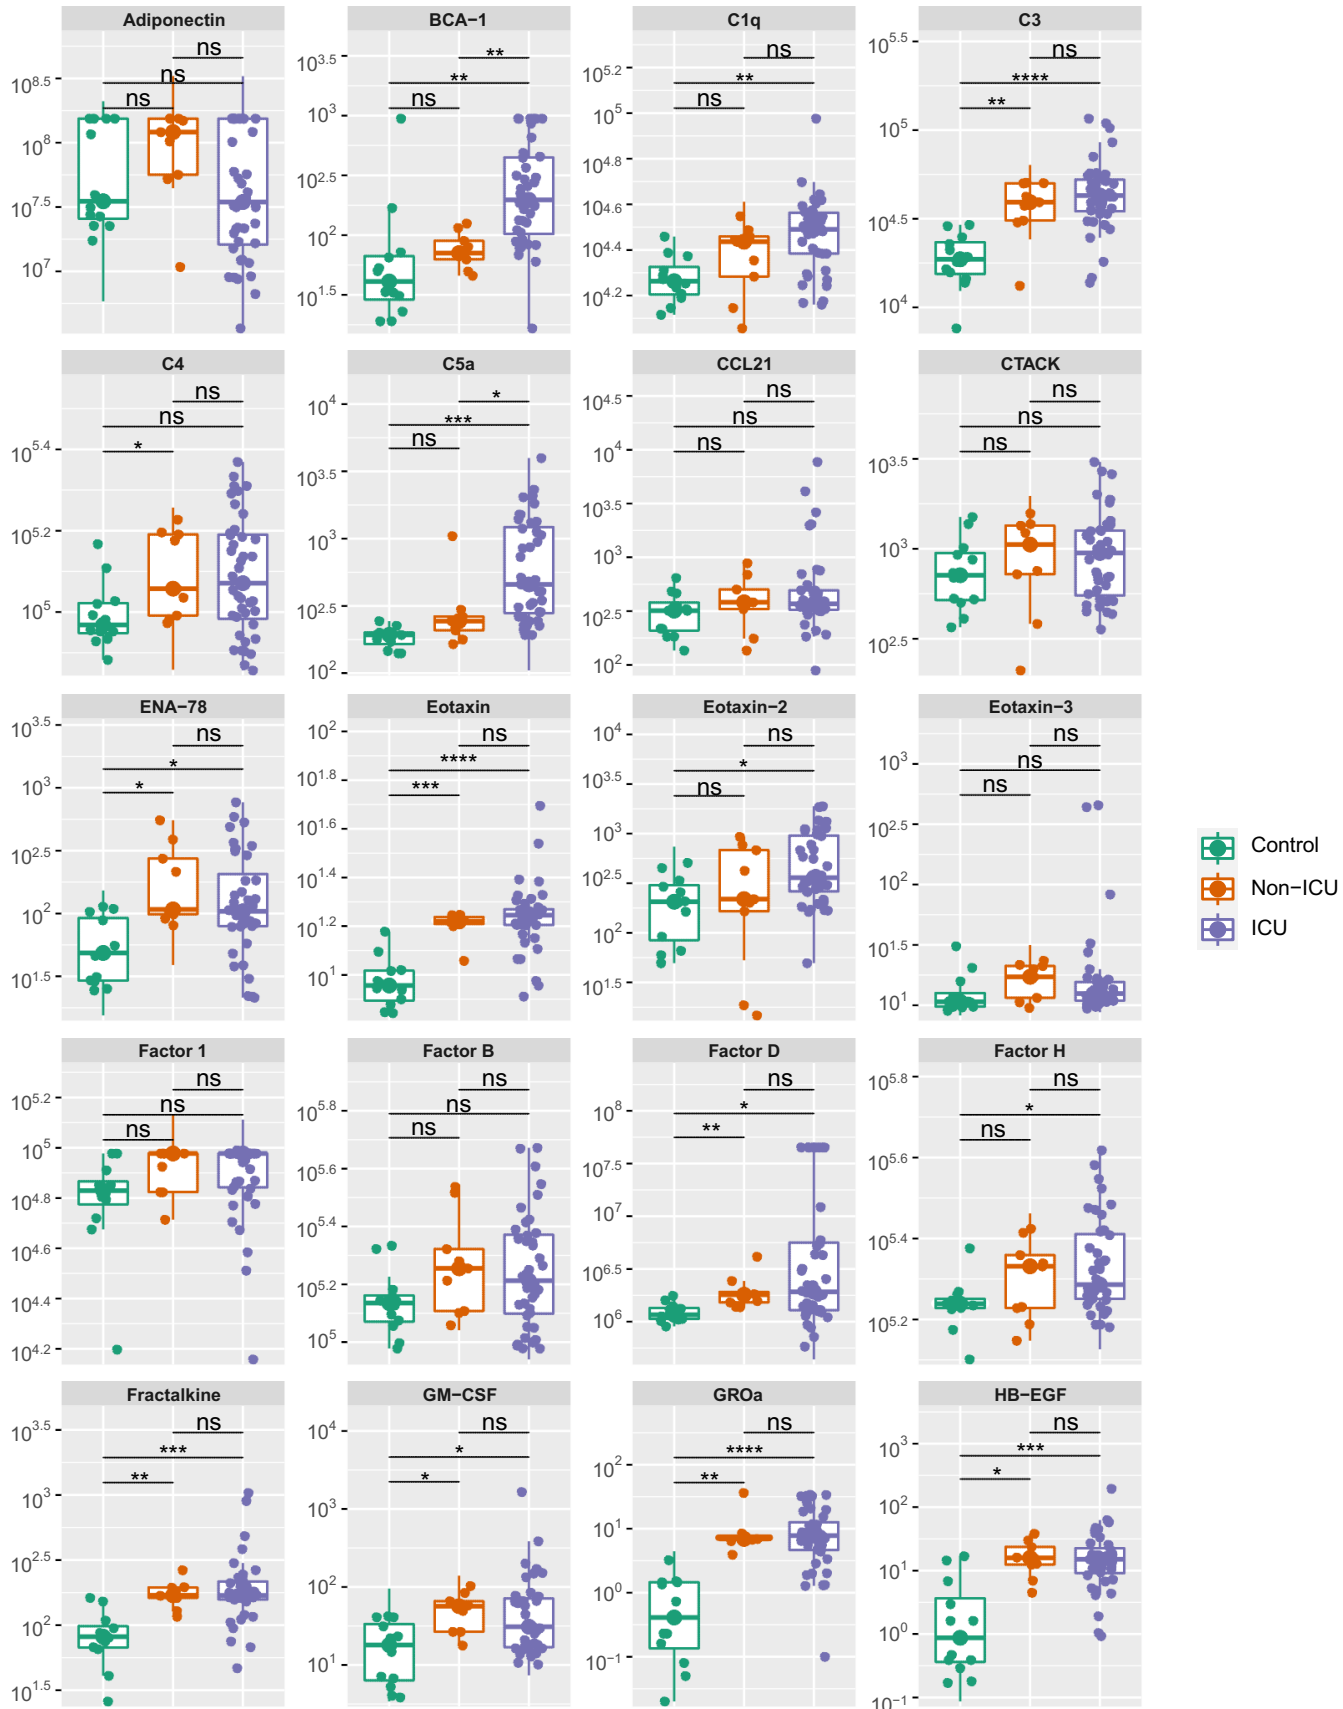 Adiponectin BCA−1 C1q C3
ns ns ns
10^8.5 10^8 10^7.5 10^7
** ** ns
10^3.5 10^3 10^2.5 10^2 10^1.5
ns ** ns
10^5.2 10^5 10^4.8 10^4.6 10^4.4 10^4.2
ns **** **
10^5.5 10^5 10^4.5 10^4
C4 C5a CCL21 CTACK
ns ns *
10^5.4 10^5.2 10^5
* *** ns
10^4 10^3.5 10^3 10^2.5 10^2
ns ns ns
10^4.5 10^4 10^3.5 10^3 10^2.5 10^2
ns ns ns
10^3.5 10^3 10^2.5
ENA−78 Eotaxin Eotaxin−2 Eotaxin−3
ns * *
10^3.5 10^3 10^2.5 10^2 10^1.5
ns **** ***
10^2 10^1.8 10^1.6 10^1.4 10^1.2 10^1
ns * ns
10^4 10^3.5 10^3 10^2.5 10^2 10^1.5
ns ns ns
10^3 10^2.5 10^2 10^1.5 10^1
Control
Non−ICU
ICU
Factor 1 Factor B Factor D Factor H
ns ns ns
10^5.2 10^5 10^4.8 10^4.6 10^4.4 10^4.2
ns ns ns
10^5.8 10^5.6 10^5.4 10^5.2 10^5
ns * **
10^8 10^7.5 10^7 10^6.5 10^6
ns * ns
10^5.8 10^5.6 10^5.4 10^5.2
Fractalkine GM−CSF GROa HB−EGF
ns *** **
10^3.5 10^3 10^2.5 10^2 10^1.5
ns * *
10^4 10^3 10^2 10^1
ns **** **
10^2 10^1 10^0 10^−1
ns *** *
10^3 10^2 10^1 10^0 10^−1